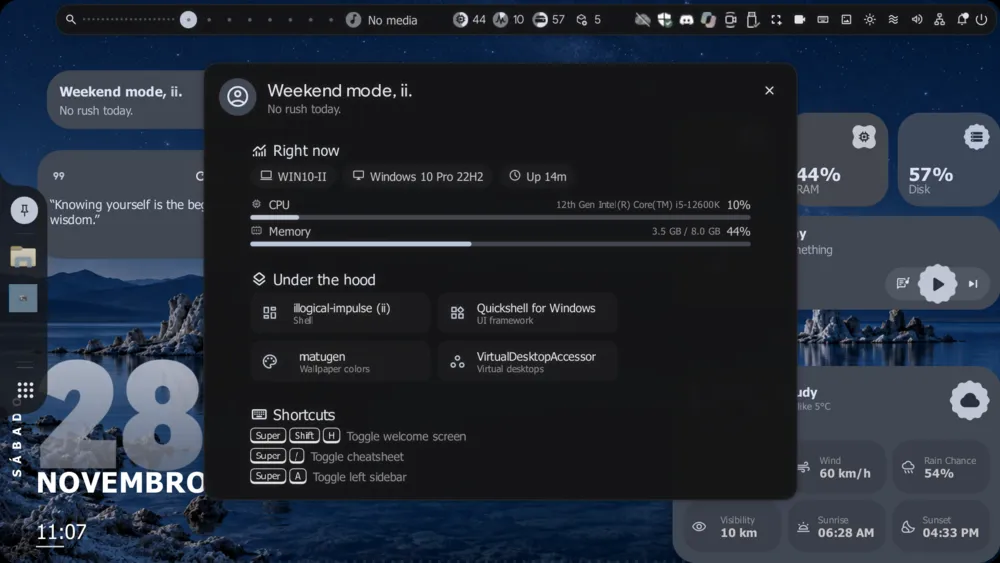 No media
44
10
57
5
Weekend mode, ii.
No rush today.
Weekend mode, ii.
No rush today.
"Knowing yourself is the
wisdom."
Right now
WIN10-II
Windows 10 Pro 22H2
Up 14m
CPU
12th Gen Intel(R) Core(TM) i5-12600K 10%
Memory
3.5 GB / 8.0 GB 44%
Under the hood
illogical-impulse (ii)
Shell
Quickshell for Windows
UI framework
matugen
Wallpaper colors
VirtualDesktopAccessor
Virtual desktops
Shortcuts
Super Shift H Toggle welcome screen
Super / Toggle cheatsheet
Super A Toggle left sidebar
44%
RAM
57%
Disk
like 5°C
Wind
60 km/h
Rain Chance
54%
Visibility
10 km
Sunrise
06:28 AM
Sunset
04:33 PM
SÁBADO
28
NOVEMBRO
11:07